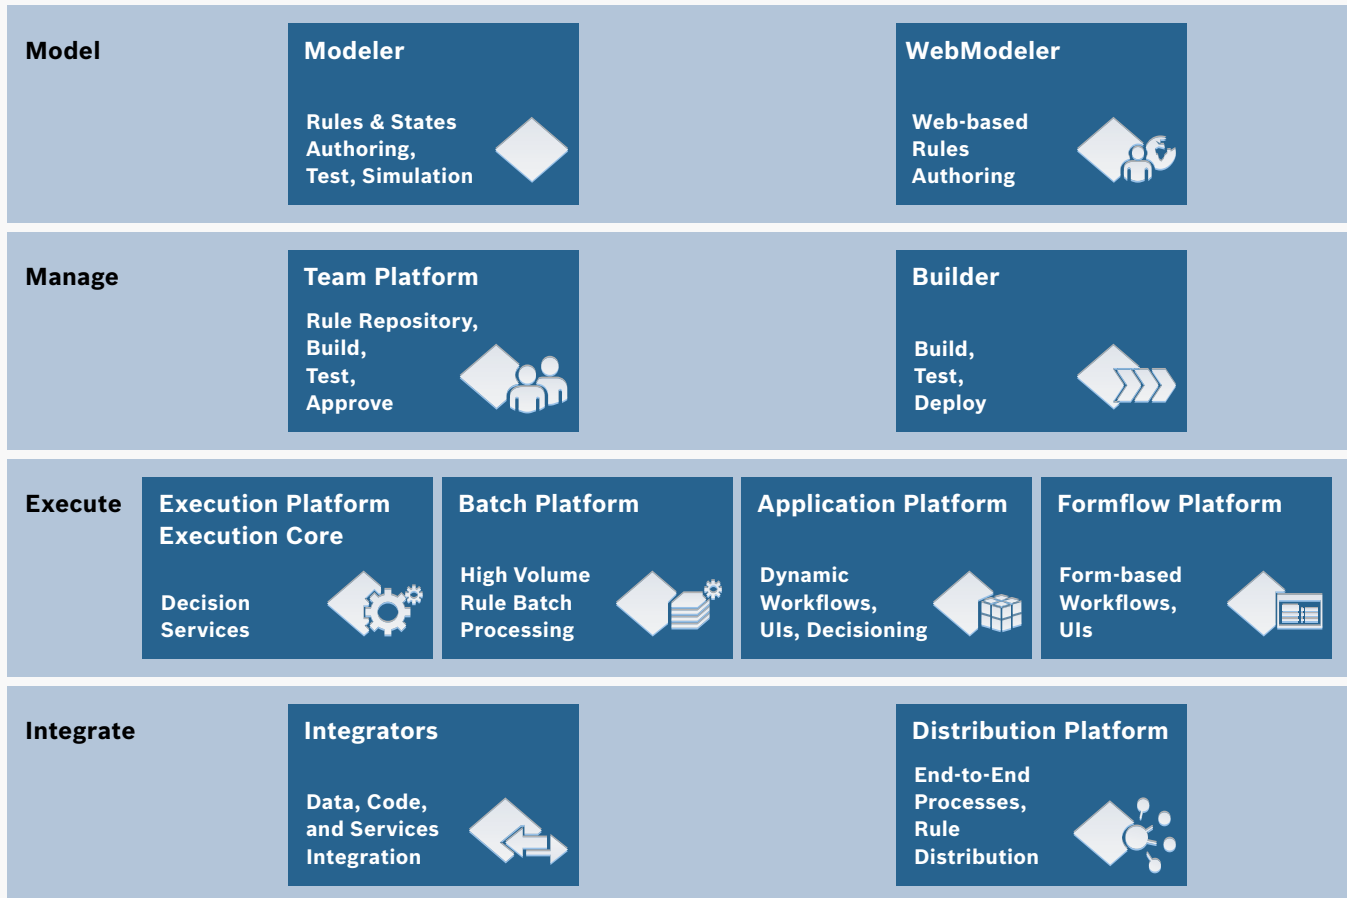 Model
Modeler
Rules & States
Authoring,
Test, Simulation
WebModeler
Web-based
Rules
Authoring
Manage
Team Platform
Rule Repository,
Build,
Test,
Approve
Builder
Build,
Test,
Deploy
Execute
Execution Platform
Execution Core
Decision
Services
Batch Platform
High Volume
Rule Batch
Processing
Application Platform
Dynamic
Workflows,
UIs, Decisioning
Formflow Platform
Form-based
Workflows,
UIs
Integrate
Integrators
Data, Code,
and Services
Integration
Distribution Platform
End-to-End
Processes,
Rule
Distribution